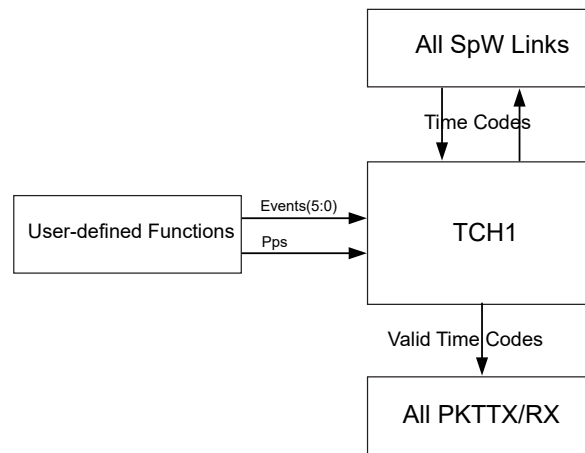 All SpW Links
Time Codes
Events(5:0)
User-defined Functions
TCH1
Pps
Valid Time Codes
All PKTTX/RX